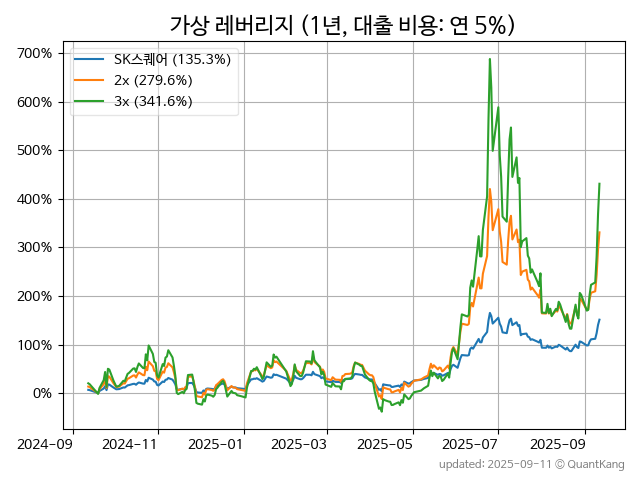 가상 레버리지 (1년, 대출 비용: 연 5%)
SK스퀘어 (135.3%)
2x (279.6%)
3x (341.6%)
700%
600%
500%
400%
300%
200%
100%
0%
2024-09 2024-11 2025-01 2025-03 2025-05 2025-07 2025-09
updated: 2025-09-11 © QuantKang